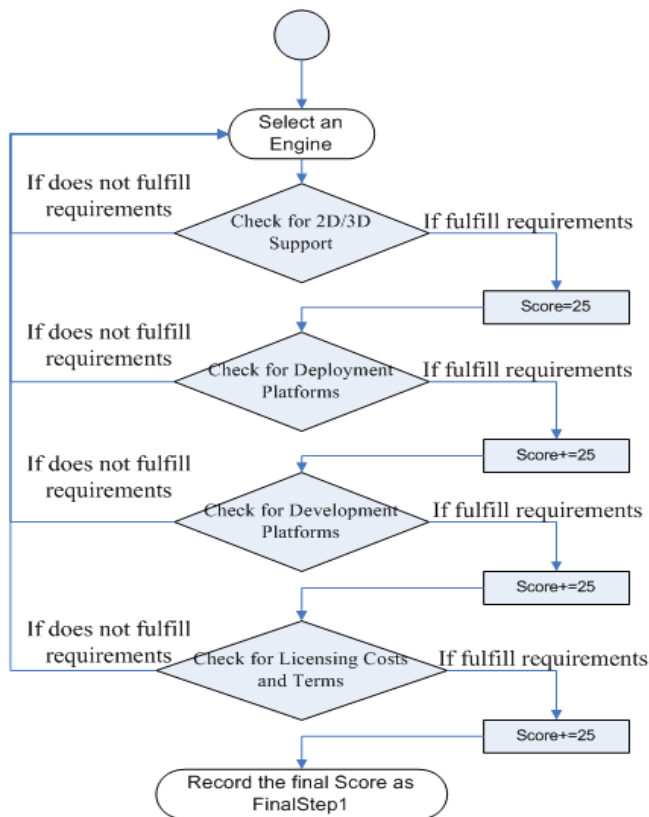 Select an
Engine
If does not fulfill
requirements
Check for 2D/3D
Support
If fulfill requirements
Score=25
If does not fulfill
requirements
Check for Deployment
Platforms
If fulfill requirements
Score+=25
If does not fulfill
requirements
Check for Development
Platforms
If fulfill requirements
Score+=25
If does not fulfill
requirements
Check for Licensing Costs
and Terms
If fulfill requirements
Score+=25
Record the final Score as
FinalStep1